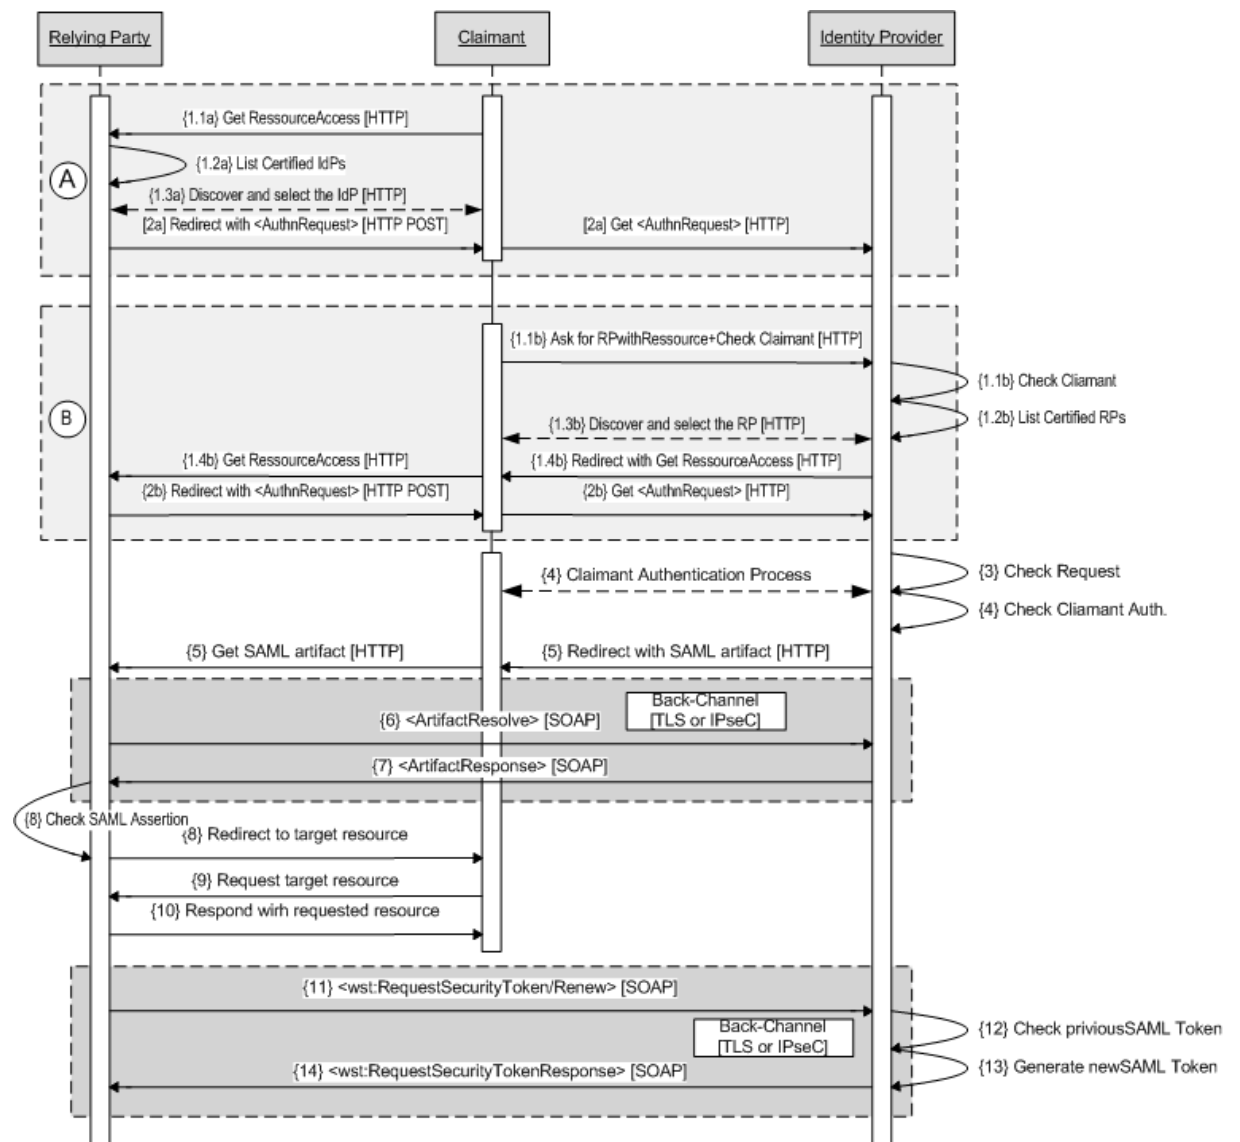 Relying Party
Claimant
Identity Provider
{1.1a} Get RessourceAccess [HTTP]
{1.2a} List Certified IdPs
A
{1.3a} Discover and select the IdP [HTTP]
[2a] Redirect with <AuthnRequest> [HTTP POST]
[2a] Get <AuthnRequest> [HTTP]
{1.1b} Ask for RPwithRessource+Check Claimant [HTTP]
{1.1b} Check Cliamant
B
{1.2b} List Certified RPs
{1.3b} Discover and select the RP [HTTP]
{1.4b} Get RessourceAccess [HTTP]
{1.4b} Redirect with Get RessourceAccess [HTTP]
{2b} Redirect with <AuthnRequest> [HTTP POST]
{2b} Get <AuthnRequest> [HTTP]
{3} Check Request
{4} Claimant Authentication Process
{4} Check Cliamant Auth.
{5} Get SAML artifact [HTTP]
{5} Redirect with SAML artifact [HTTP]
Back-Channel
[TLS or IPseC]
{6} <ArtifactResolve> [SOAP]
{7} <ArtifactResponse> [SOAP]
{8} Check SAML Assertion
{8} Redirect to target resource
{9} Request target resource
{10} Respond wirh requested resource
{11} <wst:RequestSecurityToken/Renew> [SOAP]
Back-Channel
[TLS or IPseC]
{12} Check priviousSAML Token
{13} Generate newSAML Token
{14} <wst:RequestSecurityTokenResponse> [SOAP]